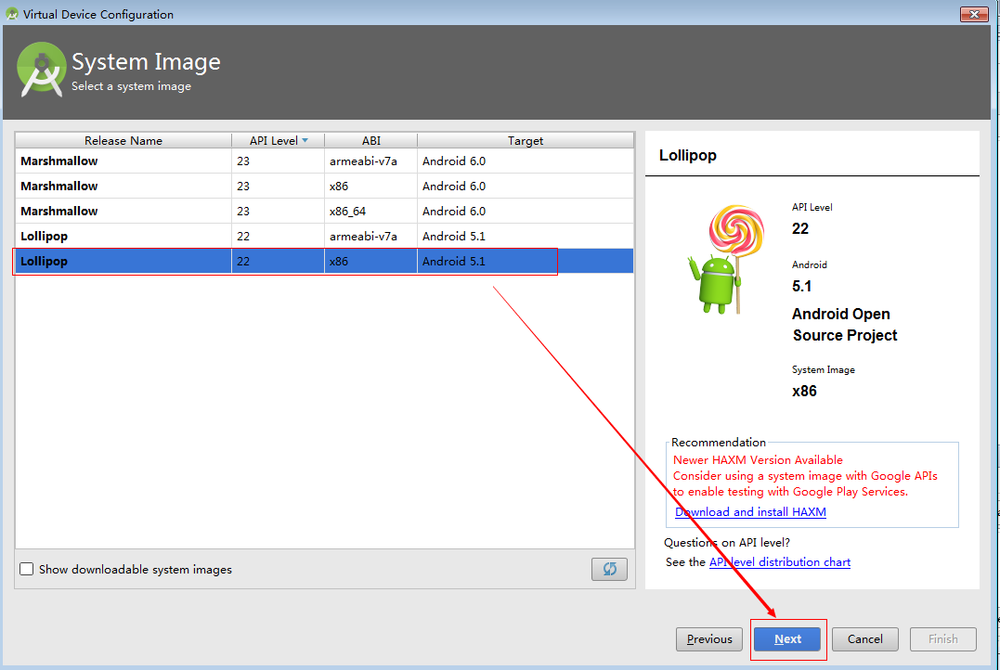 Virtual Device Configuration
System Image
Select a system image
Release Name API Level ABI Target
Marshmallow 23 armeabi-v7a Android 6.0
Marshmallow 23 x86 Android 6.0
Marshmallow 23 x86_64 Android 6.0
Lollipop 22 armeabi-v7a Android 5.1
Lollipop 22 x86 Android 5.1
Show downloadable system images
Lollipop
API Level
22
Android
5.1
Android Open
Source Project
System Image
x86
Recommendation
Newer HAXM Version Available
Consider using a system image with Google APIs
to enable testing with Google Play Services.
Download and install HAXM
Questions on API level?
See the API level distribution chart
Previous Next Cancel Finish